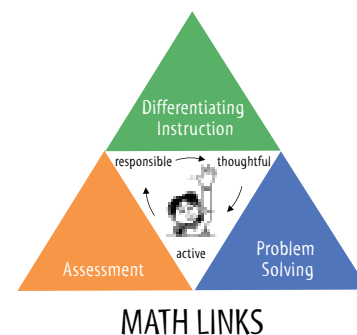 Differentiating
Instruction
responsible
thoughtful
active
Assessment
Problem
Solving
MATH LINKS